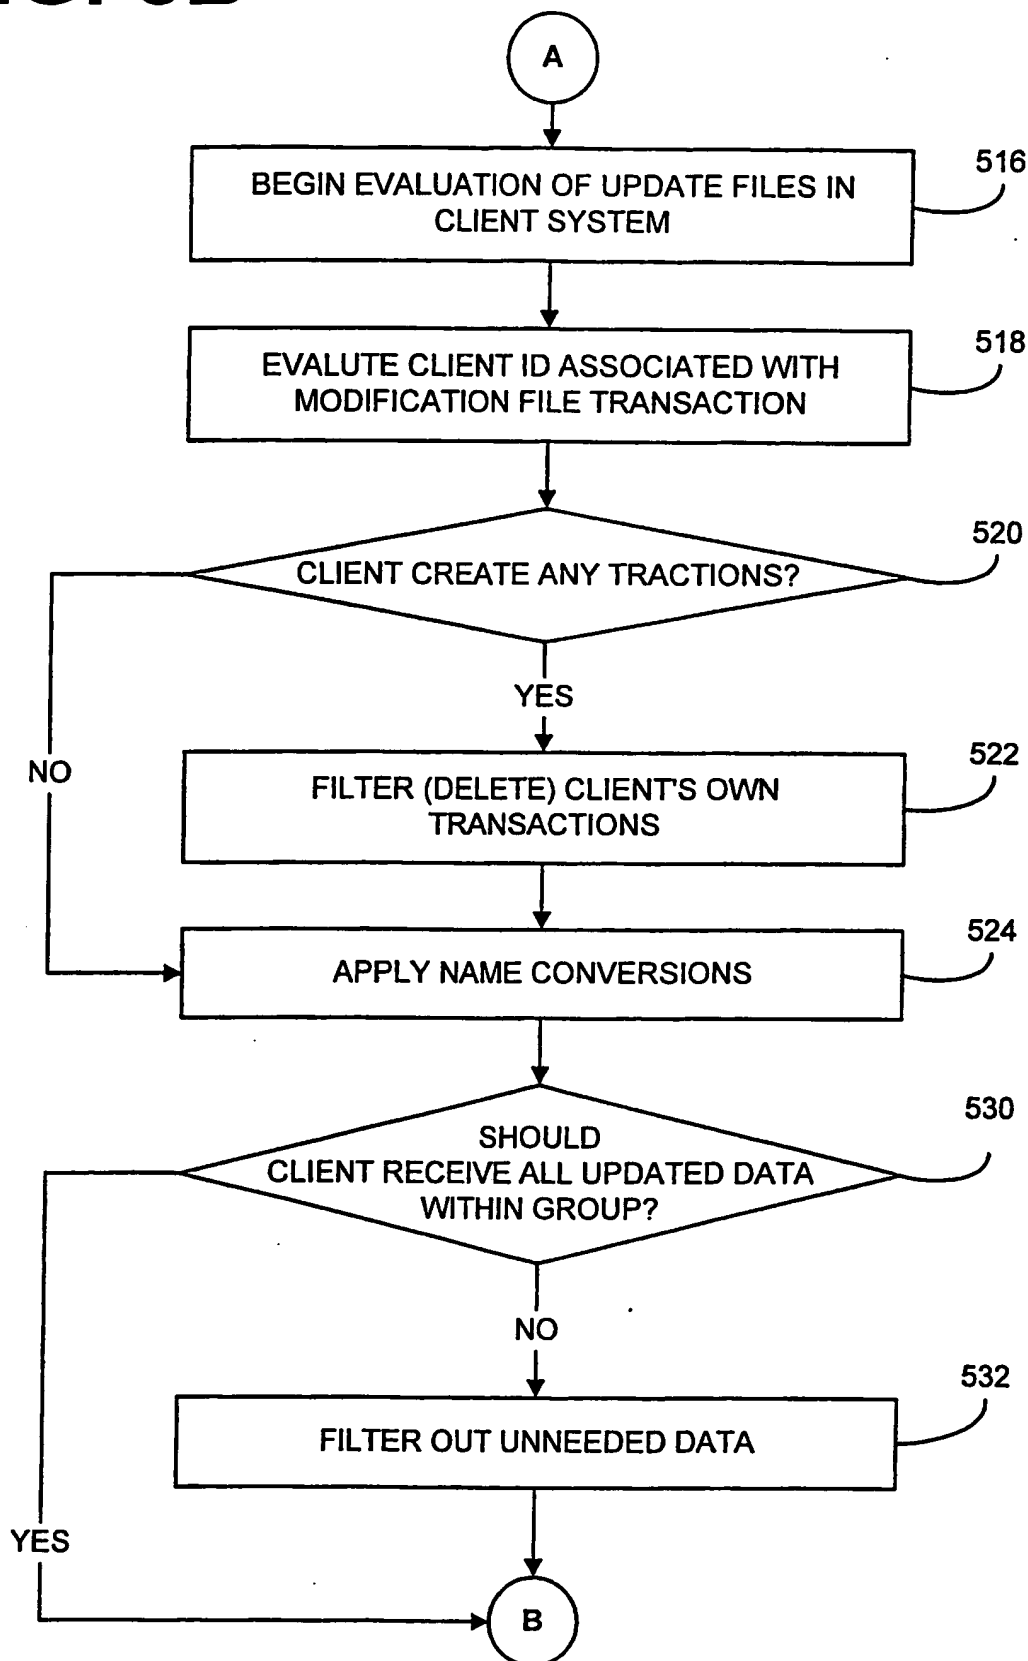 A
516
BEGIN EVALUATION OF UPDATE FILES IN
CLIENT SYSTEM
518
EVALUTE CLIENT ID ASSOCIATED WITH
MODIFICATION FILE TRANSACTION
520
CLIENT CREATE ANY TRACTIONS?
YES
NO
522
FILTER (DELETE) CLIENT'S OWN
TRANSACTIONS
524
APPLY NAME CONVERSIONS
530
SHOULD
CLIENT RECEIVE ALL UPDATED DATA
WITHIN GROUP?
NO
532
FILTER OUT UNNEEDED DATA
YES
B